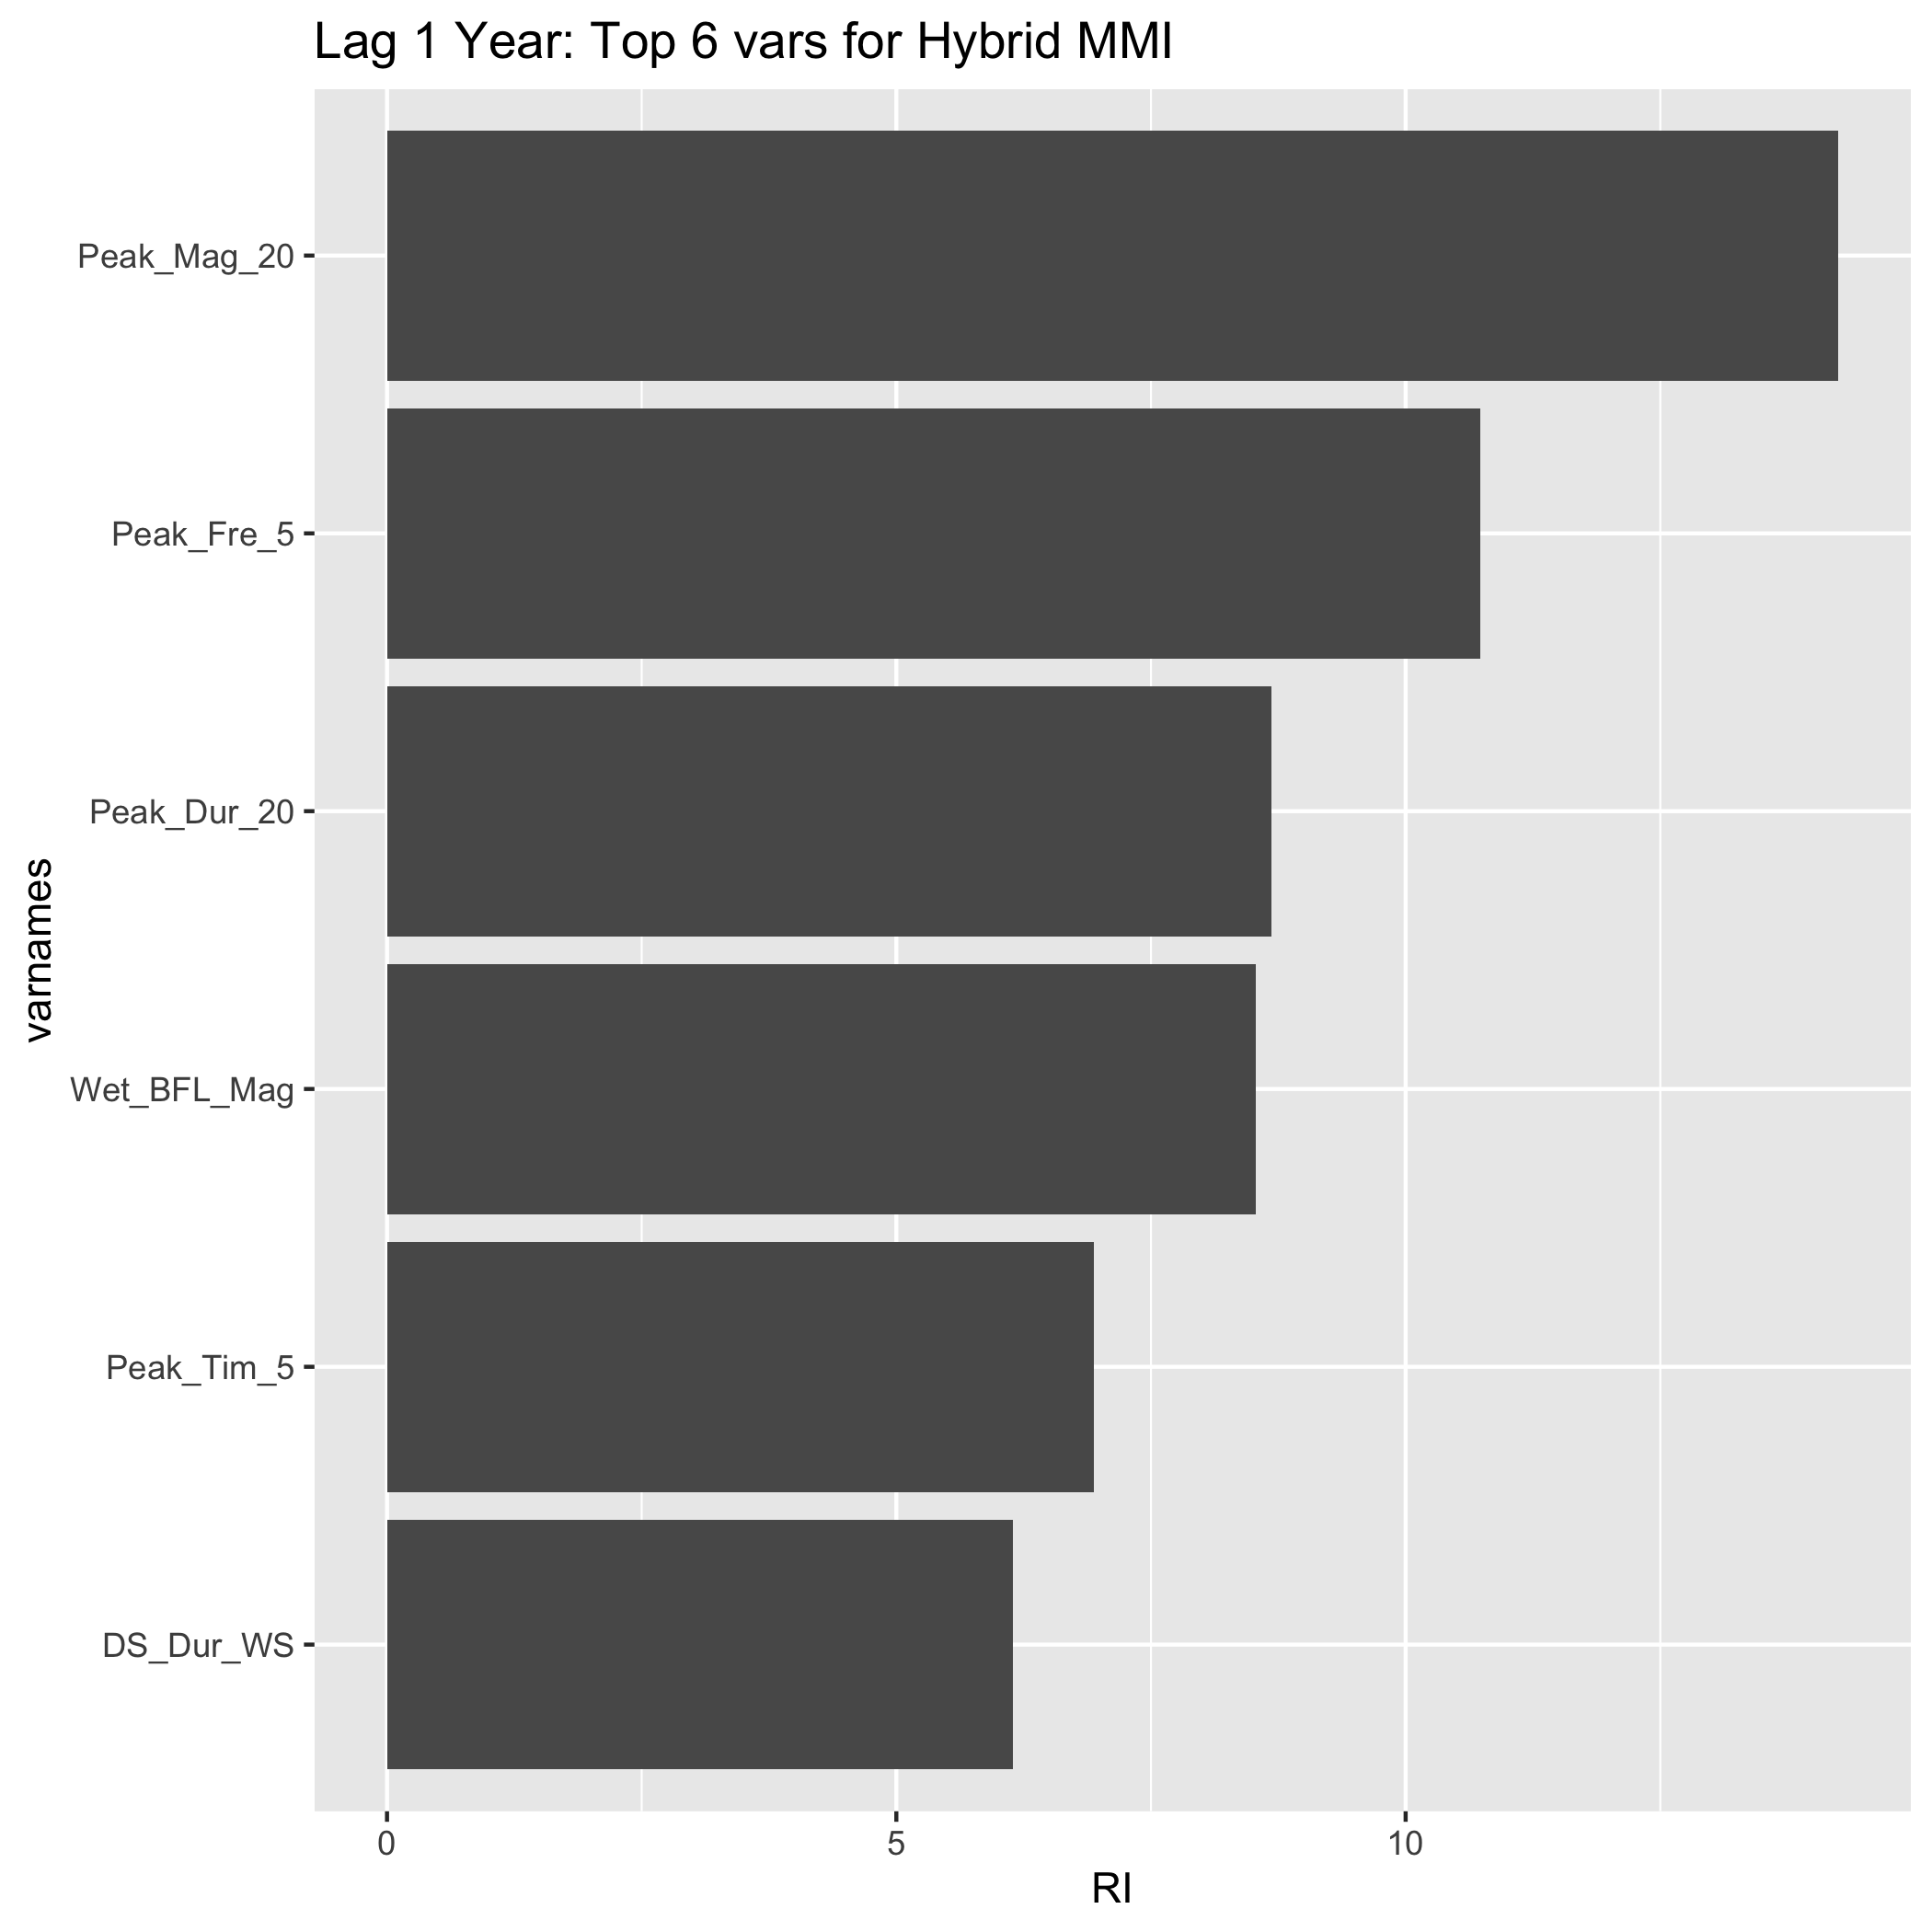 Lag 1 Year: Top 6 vars for Hybrid MMI
Peak_Mag_20
Peak_Fre_5
Peak_Dur_20
Wet_BFL_Mag
Peak_Tim_5
DS_Dur_WS
varnames
0 5 10
RI